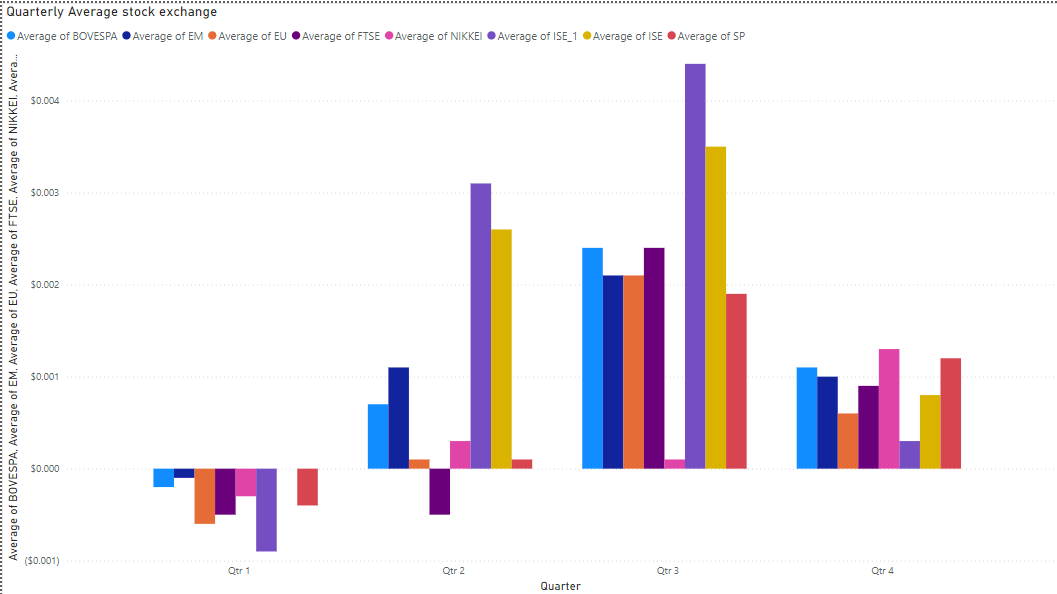 Quarterly Average stock exchange
Average of BOVESPA Average of EM Average of EU Average of FTSE Average of NIKKEI Average of ISE_1 Average of ISE Average of SP
Average of BOVESPA, Average of EM, Average of EU, Average of FTSE, Average of NIKKEI, Avera...
$0.004
$0.003
$0.002
$0.001
$0.000
($0.001)
Qtr 1 Qtr 2 Qtr 3 Qtr 4
Quarter